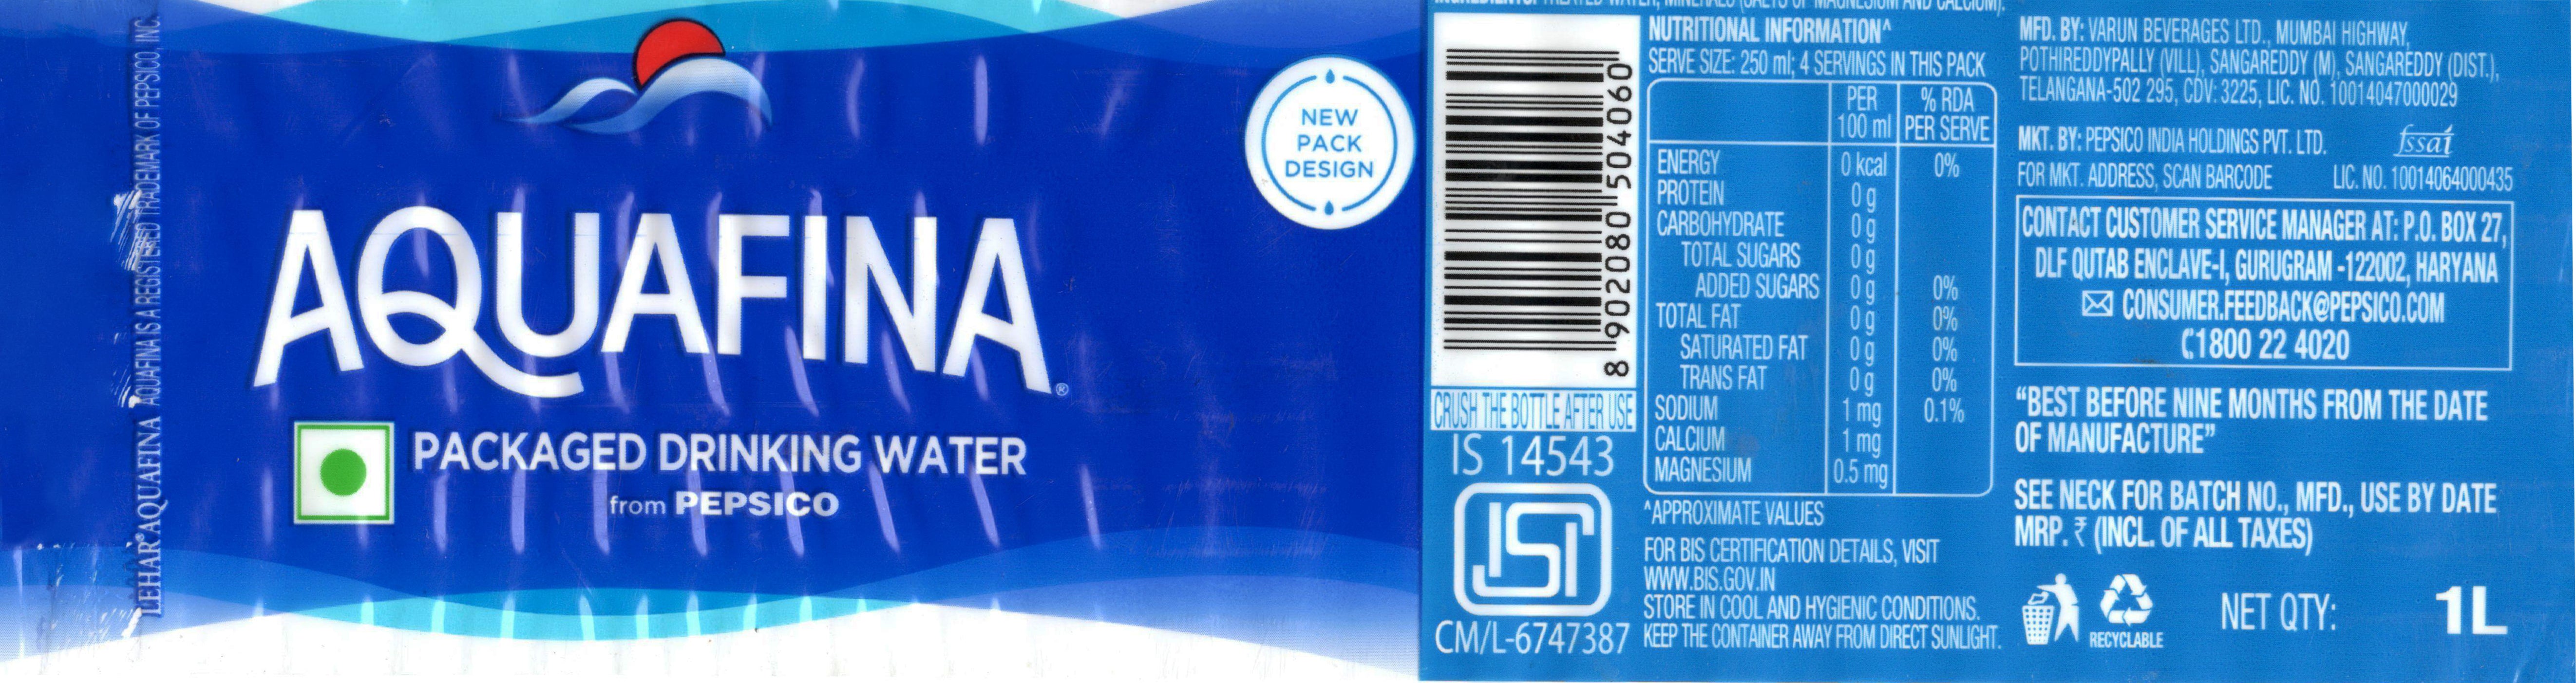 LEHAR® AQUAFINA AQUAFINA IS A REGISTERED TRADEMARK OF PEPSICO, INC.
AQUAFINA®
PACKAGED DRINKING WATER
from PEPSICO
NEW
PACK
DESIGN
INGREDIENTS: TREATED WATER, MINERALS (SALTS OF MAGNESIUM AND CALCIUM).
8 902080 504060
CRUSH THE BOTTLE AFTER USE
IS 14543
ISI
CM/L-6747387
NUTRITIONAL INFORMATION^
SERVE SIZE: 250 ml; 4 SERVINGS IN THIS PACK
PER 100 ml % RDA PER SERVE
ENERGY 0 kcal 0%
PROTEIN 0 g
CARBOHYDRATE 0 g
TOTAL SUGARS 0 g
ADDED SUGARS 0 g 0%
TOTAL FAT 0 g 0%
SATURATED FAT 0 g 0%
TRANS FAT 0 g 0%
SODIUM 1 mg 0.1%
CALCIUM 1 mg
MAGNESIUM 0.5 mg
^APPROXIMATE VALUES
FOR BIS CERTIFICATION DETAILS, VISIT
WWW.BIS.GOV.IN
STORE IN COOL AND HYGIENIC CONDITIONS.
KEEP THE CONTAINER AWAY FROM DIRECT SUNLIGHT.
MFD. BY: VARUN BEVERAGES LTD., MUMBAI HIGHWAY,
POTHIREDDYPALLY (VILL), SANGAREDDY (M), SANGAREDDY (DIST.),
TELANGANA-502 295, CDV: 3225, LIC. NO. 10014047000029
MKT. BY: PEPSICO INDIA HOLDINGS PVT. LTD. fssai
FOR MKT. ADDRESS, SCAN BARCODE LIC. NO. 10014064000435
CONTACT CUSTOMER SERVICE MANAGER AT: P.O. BOX 27,
DLF QUTAB ENCLAVE-I, GURUGRAM -122002, HARYANA
CONSUMER.FEEDBACK@PEPSICO.COM
1800 22 4020
“BEST BEFORE NINE MONTHS FROM THE DATE
OF MANUFACTURE”
SEE NECK FOR BATCH NO., MFD., USE BY DATE
MRP. ₹ (INCL. OF ALL TAXES)
RECYCLABLE
NET QTY: 1L